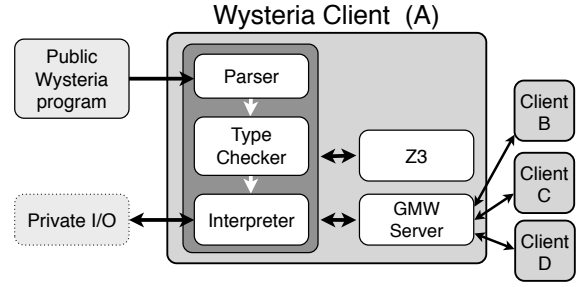 Wysteria Client (A)
Public
Wysteria
program
Parser
Type
Checker
Z3
Private I/O
Interpreter
GMW
Server
Client
B
Client
C
Client
D